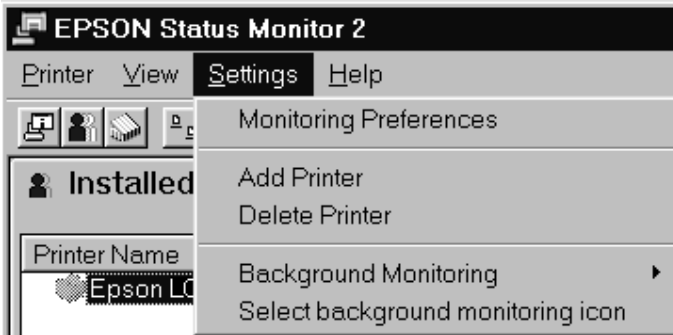 EPSON Status Monitor 2
Printer View Settings Help
Monitoring Preferences
Installed
Add Printer
Delete Printer
Printer Name
Background Monitoring
Epson LQ
Select background monitoring icon